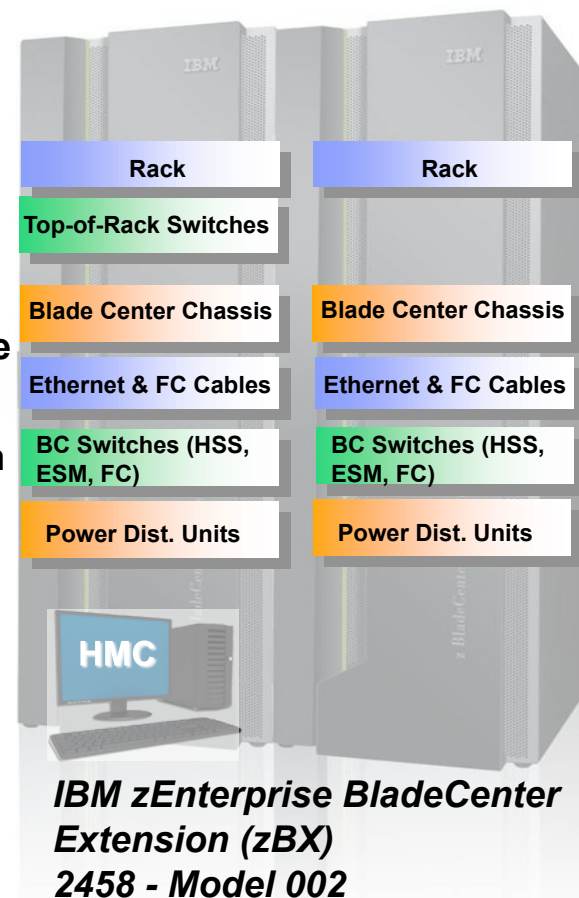 IBM
IBM
Rack
Rack
Top-of-Rack Switches
Blade Center Chassis
Blade Center Chassis
e
Ethernet & FC Cables
Ethernet & FC Cables
n
BC Switches (HSS,
ESM, FC)
BC Switches (HSS,
ESM, FC)
Power Dist. Units
Power Dist. Units
z BladeCenter
HMC
IBM zEnterprise BladeCenter
Extension (zBX)
2458 - Model 002